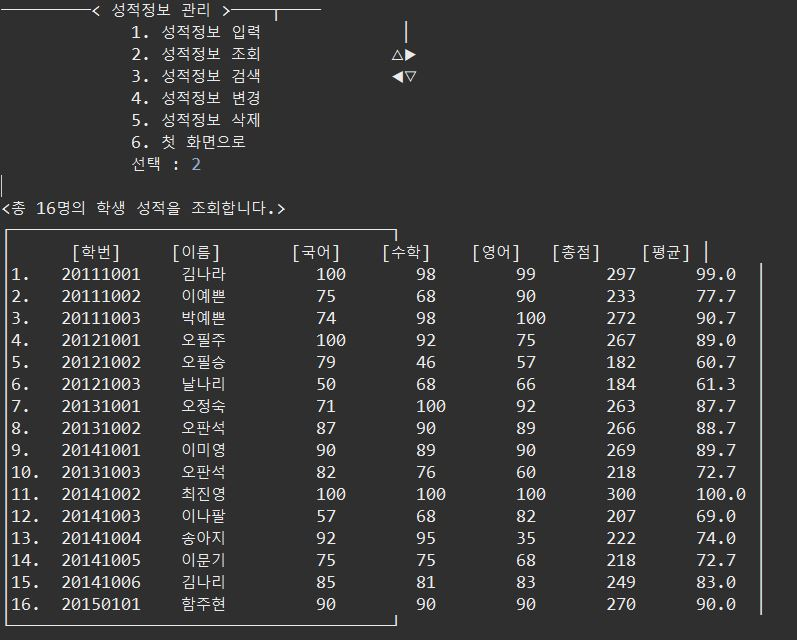 < 성적정보 관리 >
1. 성적정보 입력
2. 성적정보 조회 △▶
3. 성적정보 검색 ◀▽
4. 성적정보 변경
5. 성적정보 삭제
6. 첫 화면으로
선택 : 2
<총 16명의 학생 성적을 조회합니다.>
[학번] [이름] [국어] [수학] [영어] [총점] [평균]
1. 20111001 김나라 100 98 99 297 99.0
2. 20111002 이예쁜 75 68 90 233 77.7
3. 20111003 박예쁜 74 98 100 272 90.7
4. 20121001 오필주 100 92 75 267 89.0
5. 20121002 오필승 79 46 57 182 60.7
6. 20121003 날나리 50 68 66 184 61.3
7. 20131001 오정숙 71 100 92 263 87.7
8. 20131002 오판석 87 90 89 266 88.7
9. 20141001 이미영 90 89 90 269 89.7
10. 20131003 오판석 82 76 60 218 72.7
11. 20141002 최진영 100 100 100 300 100.0
12. 20141003 이나팔 57 68 82 207 69.0
13. 20141004 송아지 92 95 35 222 74.0
14. 20141005 이문기 75 75 68 218 72.7
15. 20141006 김나리 85 81 83 249 83.0
16. 20150101 함주현 90 90 90 270 90.0